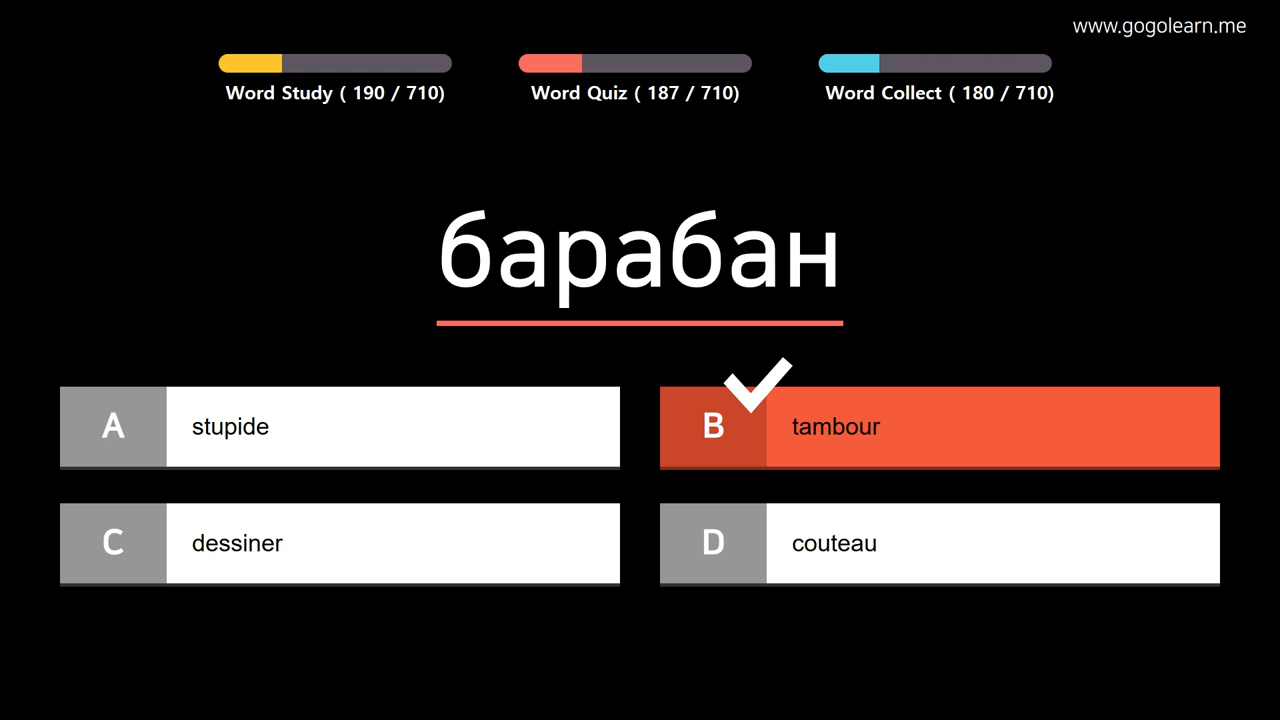 www.gogolearn.me
Word Study ( 190 / 710)
Word Quiz ( 187 / 710)
Word Collect ( 180 / 710)
барабан
A stupide
B tambour
C dessiner
D couteau